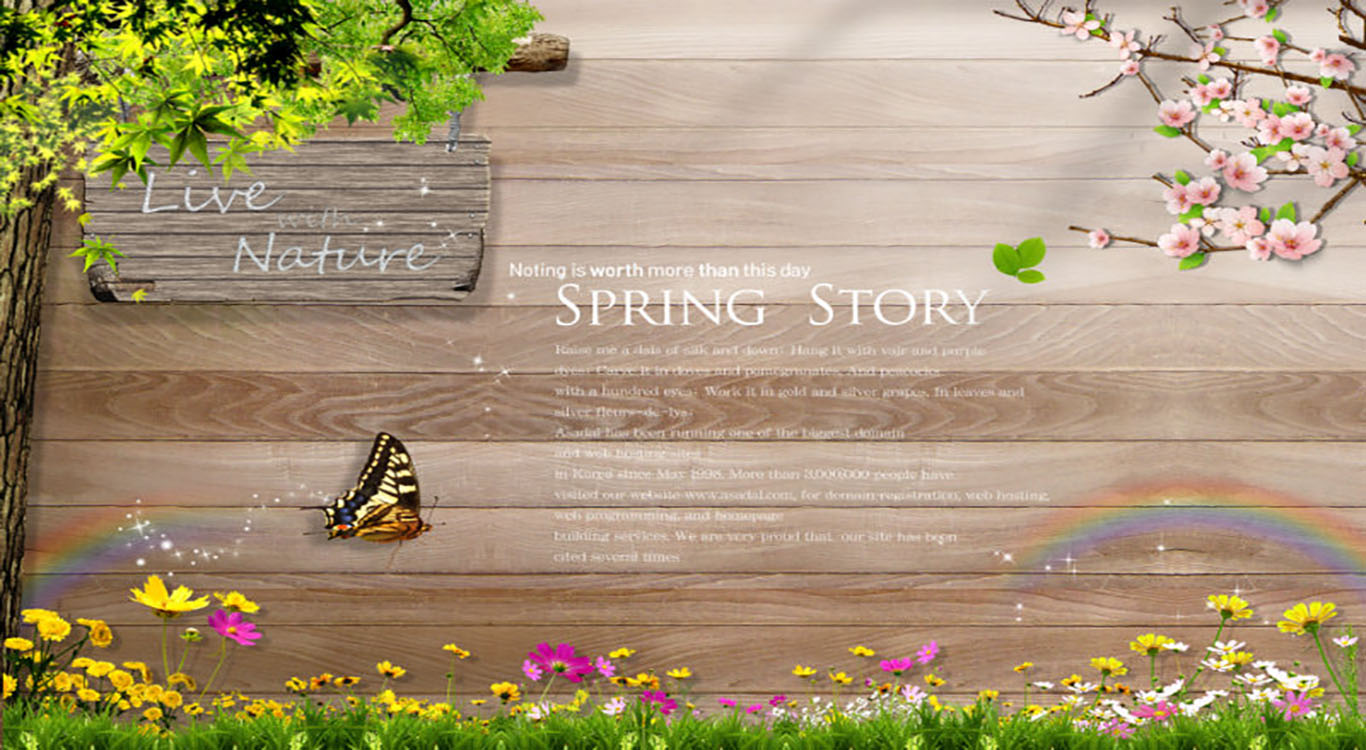 Live
with
Nature
Noting is worth more than this day
SPRING STORY
Raise me a dais of silk and down: Hang it with vair and purple
dyes: Carve it in doves and pomegranates. And peacocks
with a hundred eyes: Work it in gold and silver grapes. In leaves and
silver fleurs-de-lys:
Asadal has been running one of the biggest domain
and web hosting sites
in Korea since May 1998. More than 3,000,000 people have
visited our website www.asadal.com, for domain registration, web hosting,
web programming, and homepage
building services. We are very proud that, our site has been
cited several times